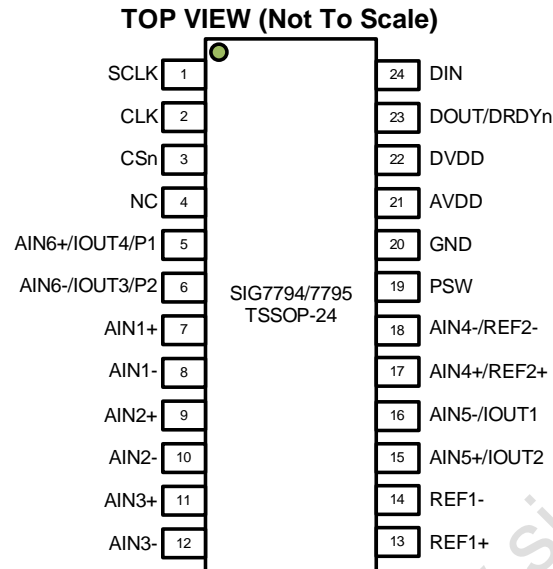 TOP VIEW (Not To Scale)
SCLK 1
CLK 2
CSn 3
NC 4
AIN6+/IOUT4/P1 5
AIN6-/IOUT3/P2 6
AIN1+ 7
AIN1- 8
AIN2+ 9
AIN2- 10
AIN3+ 11
AIN3- 12
SIG7794/7795
TSSOP-24
24 DIN
23 DOUT/DRDYn
22 DVDD
21 AVDD
20 GND
19 PSW
18 AIN4-/REF2-
17 AIN4+/REF2+
16 AIN5-/IOUT1
15 AIN5+/IOUT2
14 REF1-
13 REF1+